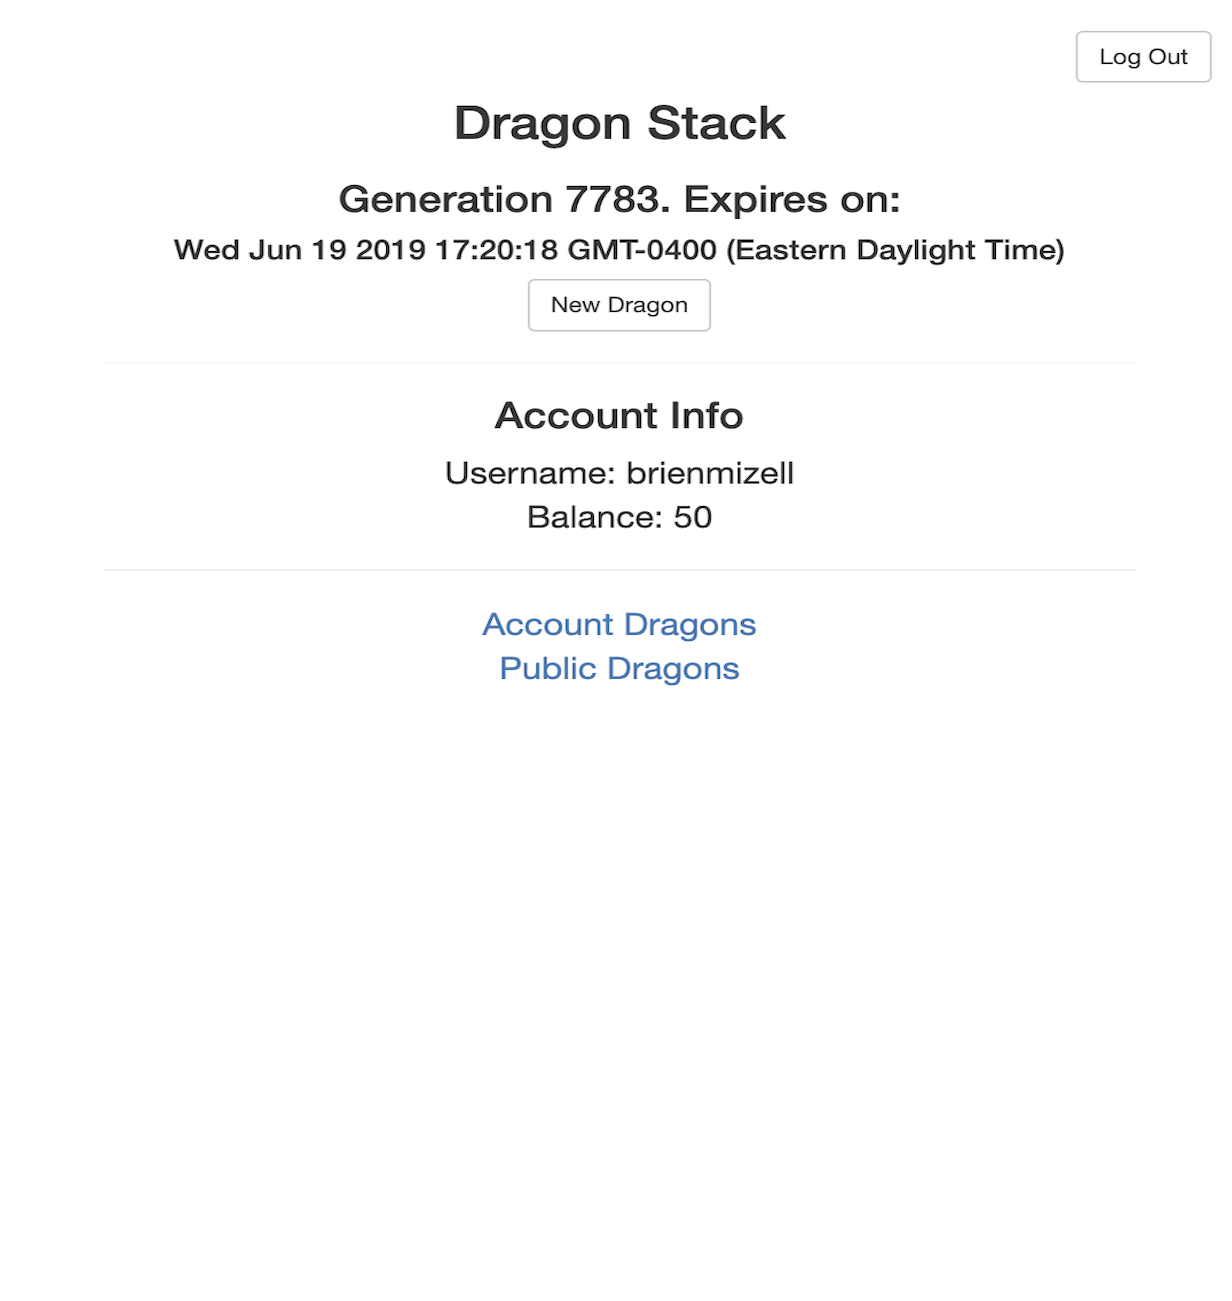 Log Out
Dragon Stack
Generation 7783. Expires on:
Wed Jun 19 2019 17:20:18 GMT-0400 (Eastern Daylight Time)
New Dragon
Account Info
Username: brienmizell
Balance: 50
Account Dragons
Public Dragons